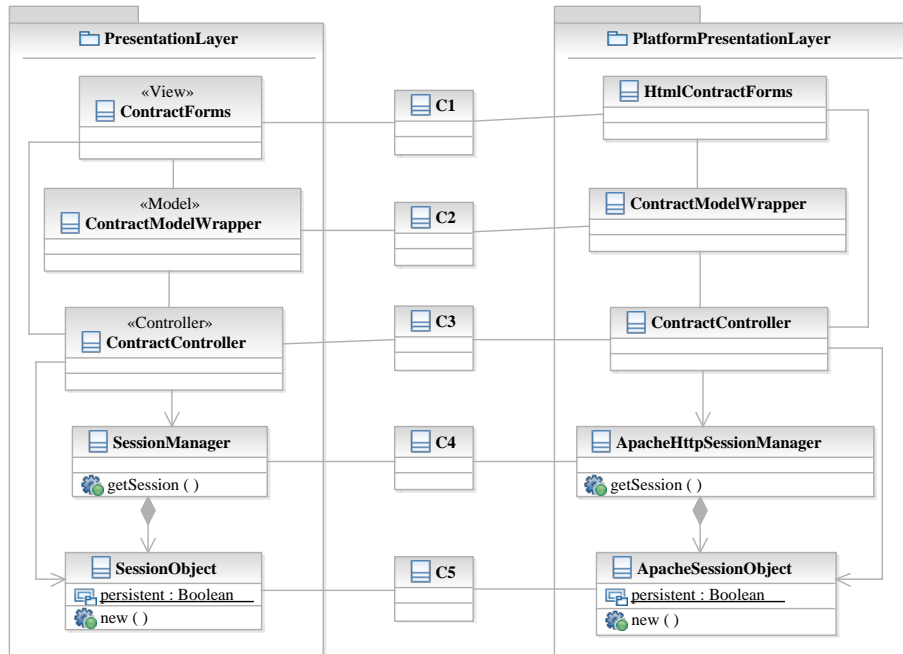 PresentationLayer
«View»
ContractForms
«Model»
ContractModelWrapper
«Controller»
ContractController
SessionManager
getSession ( )
SessionObject
persistent : Boolean
new ( )
C1
C2
C3
C4
C5
PlatformPresentationLayer
HtmlContractForms
ContractModelWrapper
ContractController
ApacheHttpSessionManager
getSession ( )
ApacheSessionObject
persistent : Boolean
new ( )